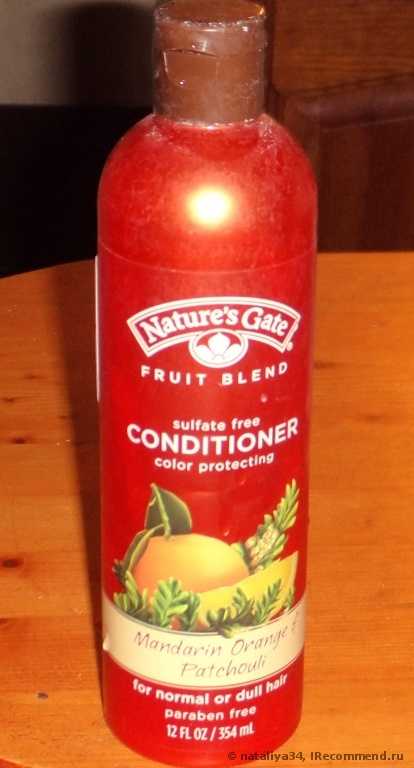 Nature's Gate®
FRUIT BLEND
sulfate free
CONDITIONER
color protecting
Mandarin Orange &
Patchouli
for normal or dull hair
paraben free
12 FL OZ / 354 mL
© nataliya34, IRecommend.ru